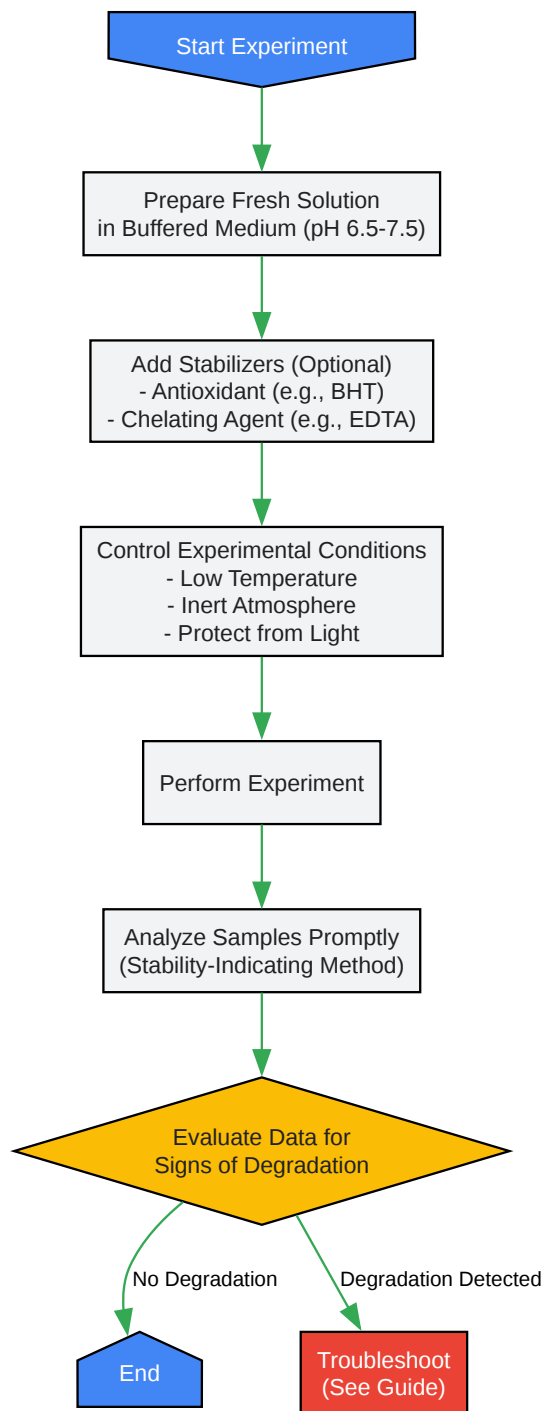 Start Experiment
Prepare Fresh Solution
in Buffered Medium (pH 6.5-7.5)
Add Stabilizers (Optional)
- Antioxidant (e.g., BHT)
- Chelating Agent (e.g., EDTA)
Control Experimental Conditions
- Low Temperature
- Inert Atmosphere
- Protect from Light
Perform Experiment
Analyze Samples Promptly
(Stability-Indicating Method)
Evaluate Data for
Signs of Degradation
No Degradation
Degradation Detected
End
Troubleshoot
(See Guide)